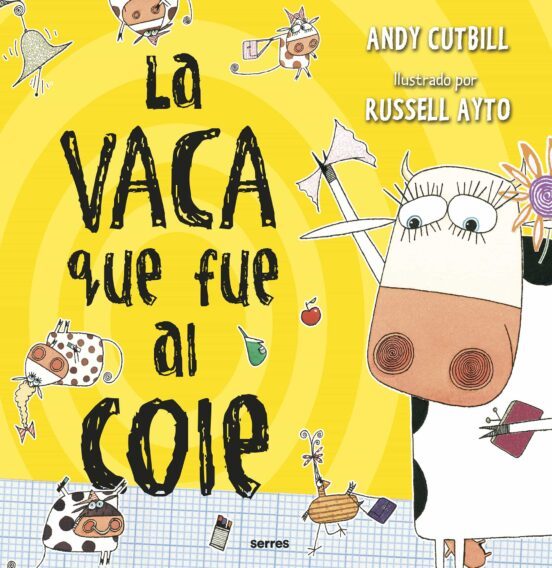 ANDY CUTBILL
Ilustrado por
RUSSELL AYTO
La
VACA
que fue
al
cole
serres